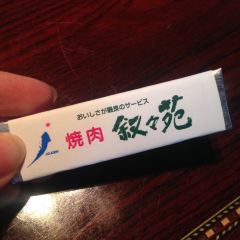 おいしさが最良のサービス
焼肉 叙々苑